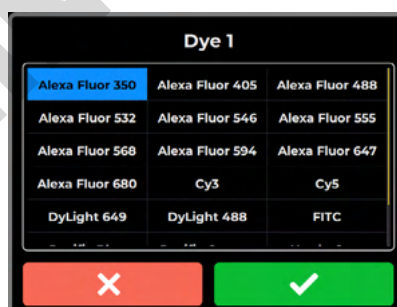 Dye 1
Alexa Fluor 350 Alexa Fluor 405 Alexa Fluor 488
Alexa Fluor 532 Alexa Fluor 546 Alexa Fluor 555
Alexa Fluor 568 Alexa Fluor 594 Alexa Fluor 647
Alexa Fluor 680 Cy3 Cy5
DyLight 649 DyLight 488 FITC